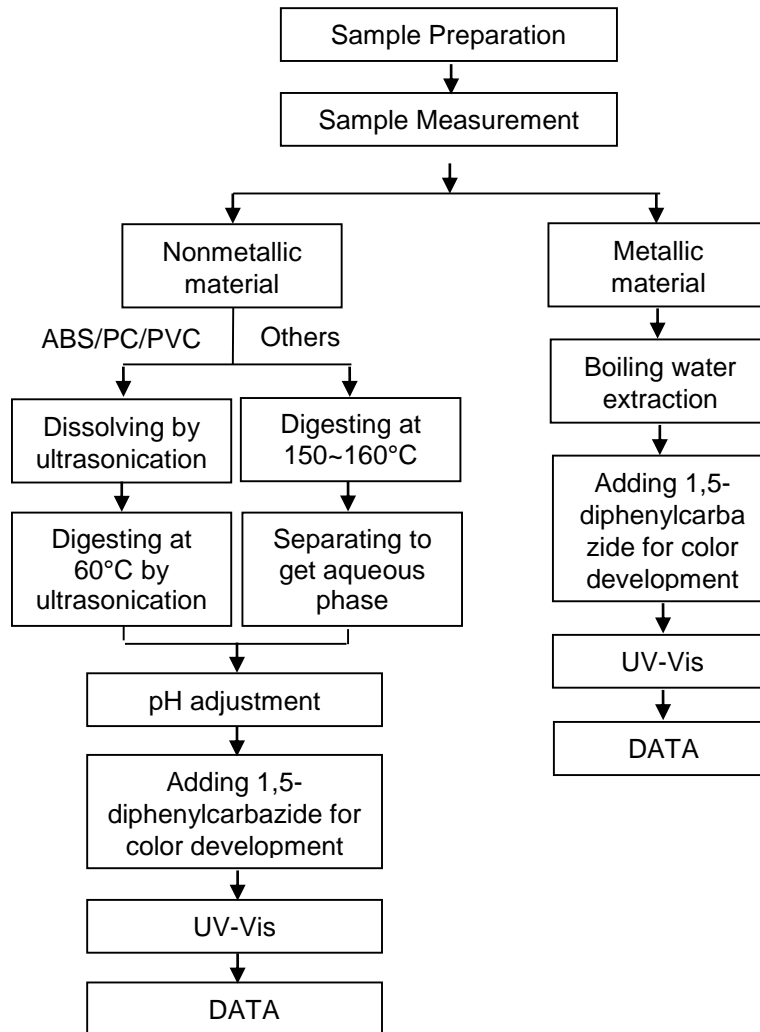 Sample Preparation
Sample Measurement
Nonmetallic
material
Metallic
material
ABS/PC/PVC
Others
Boiling water
extraction
Dissolving by
ultrasonication
Digesting at
150~160°C
Adding 1,5-
diphenylcarba
zide for color
development
Digesting at
60°C by
ultrasonication
Separating to
get aqueous
phase
UV-Vis
pH adjustment
DATA
Adding 1,5-
diphenylcarbazide for
color development
UV-Vis
DATA